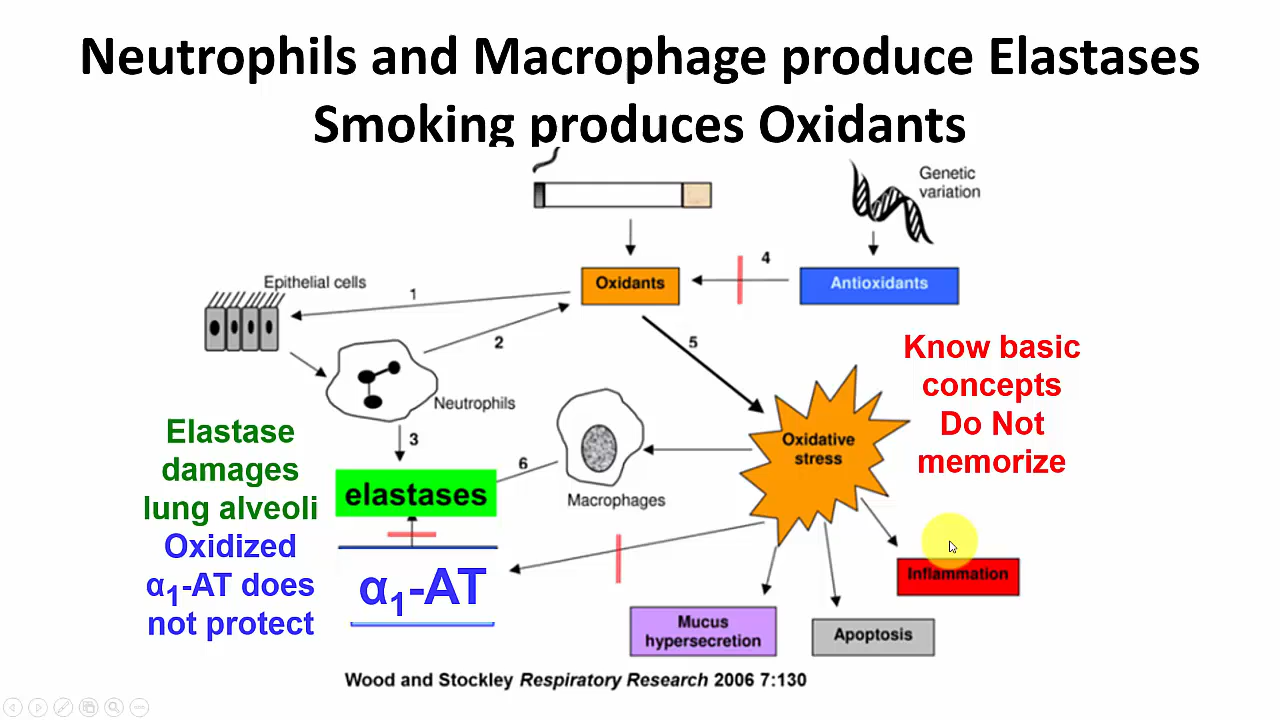 Neutrophils and Macrophage produce Elastases
Smoking produces Oxidants
Genetic
variation
4
Oxidants
Antioxidants
Epithelial cells
1
2
5
Know basic
concepts
Do Not
memorize
Neutrophils
Elastase
damages
lung alveoli
Oxidized
α1-AT does
not protect
3
6
Oxidative
stress
elastases
Macrophages
α1-AT
Inflammation
Mucus
hypersecretion
Apoptosis
Wood and Stockley Respiratory Research 2006 7:130